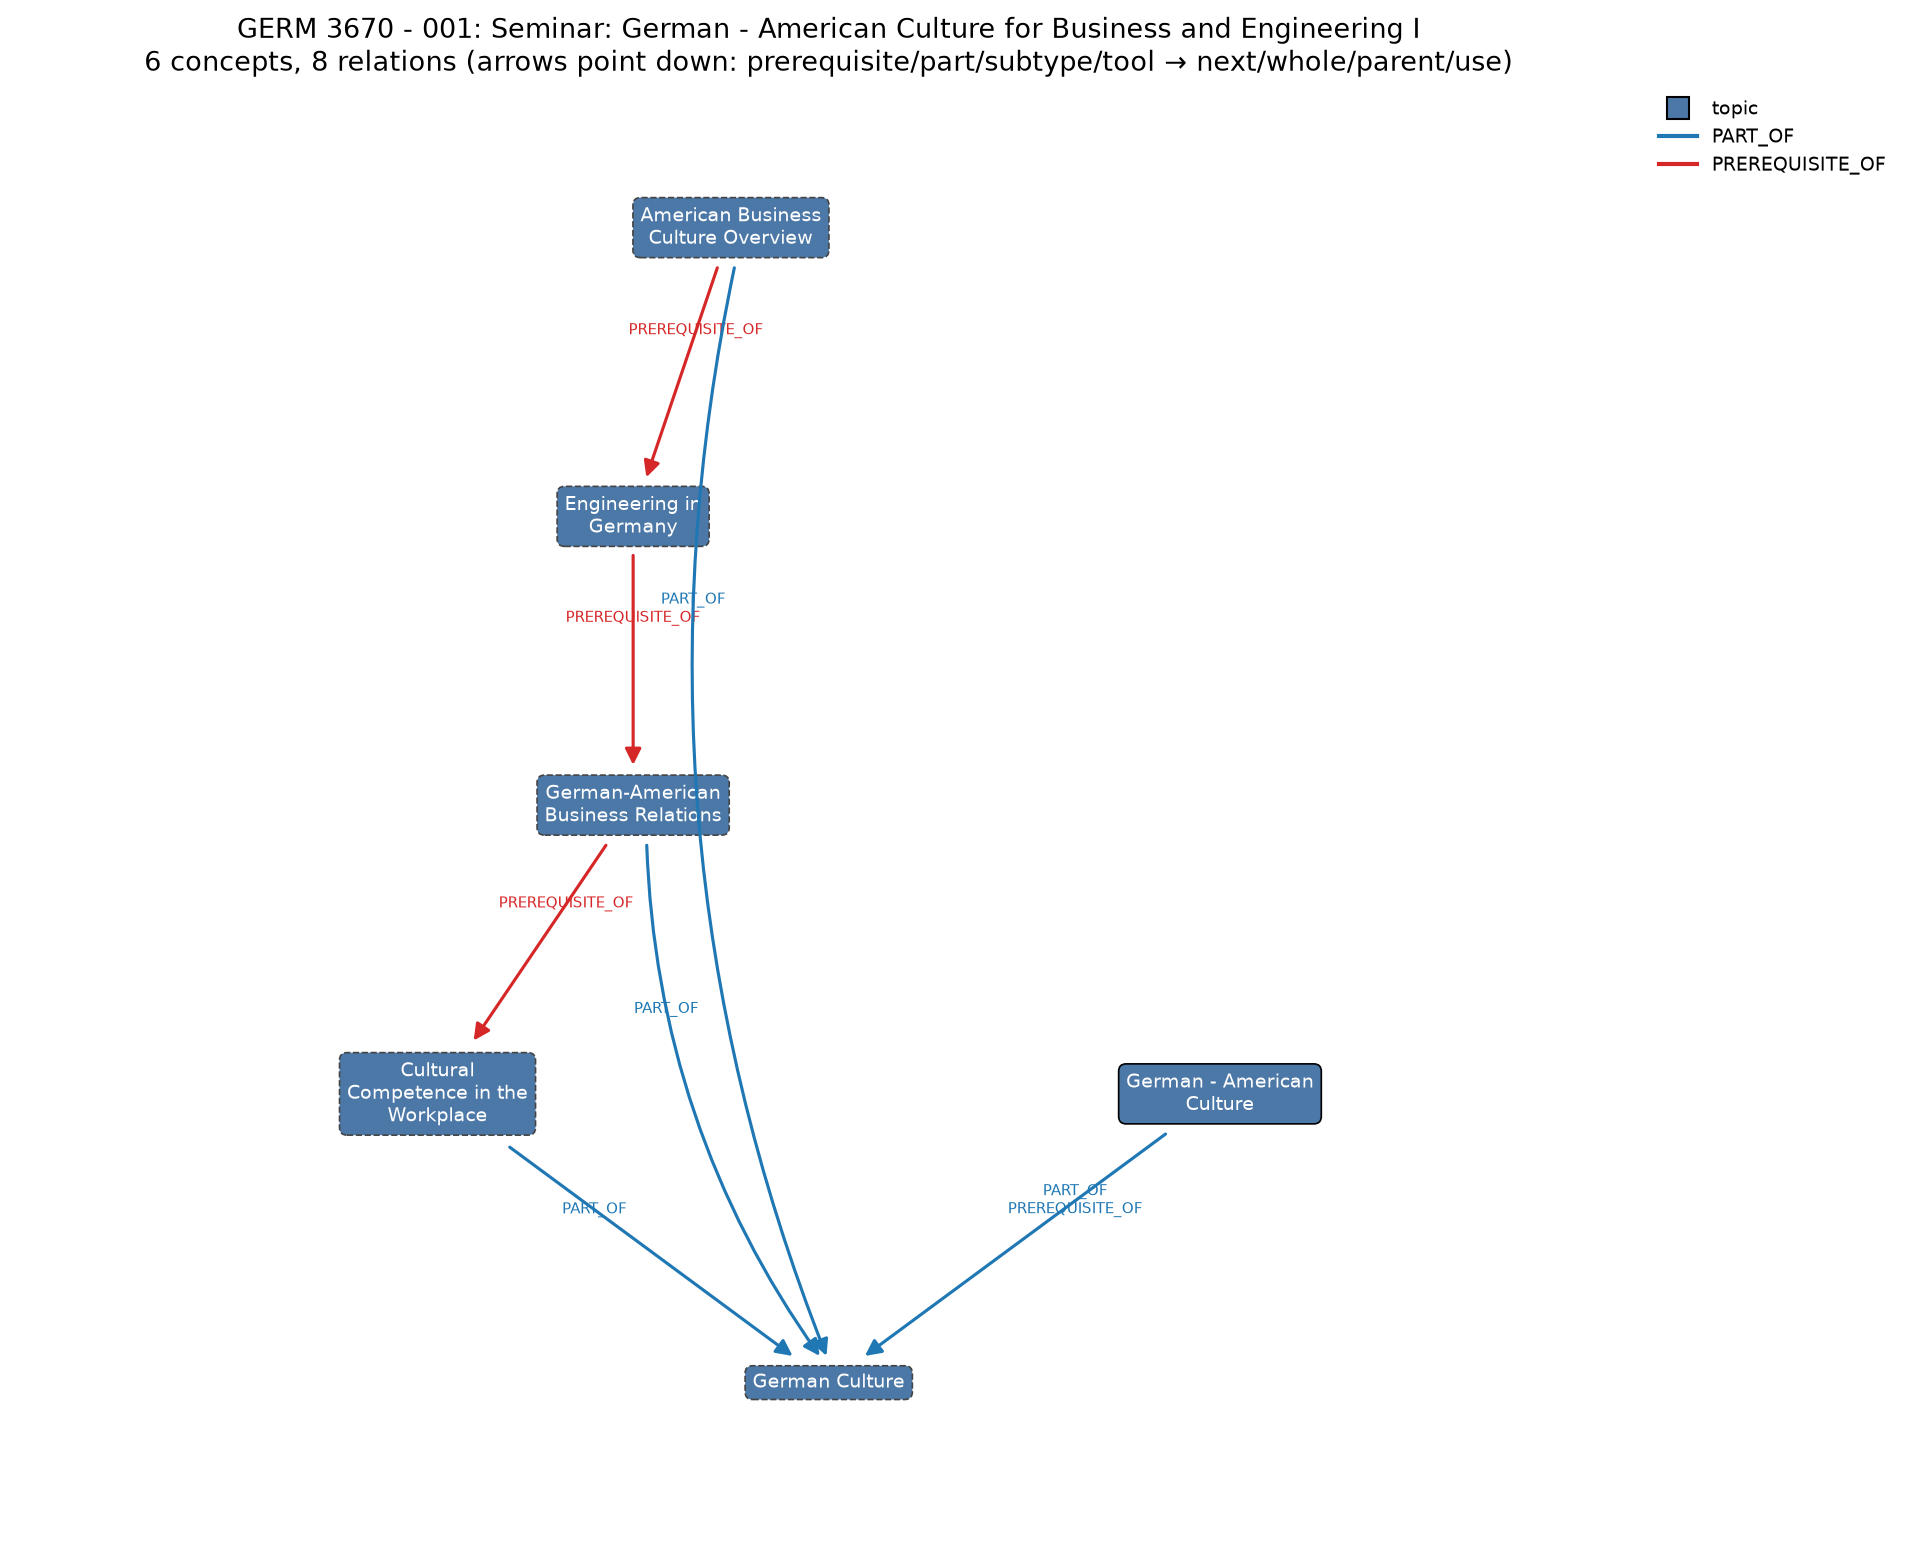 GERM 3670 - 001: Seminar: German - American Culture for Business and Engineering I
6 concepts, 8 relations (arrows point down: prerequisite/part/subtype/tool → next/whole/parent/use)
topic
PART_OF
PREREQUISITE_OF
American Business
Culture Overview
PREREQUISITE_OF
Engineering in
Germany
PART_OF
PREREQUISITE_OF
German-American
Business Relations
PREREQUISITE_OF
PART_OF
Cultural
Competence in the
Workplace
German - American
Culture
PART_OF
PREREQUISITE_OF
PART_OF
German Culture